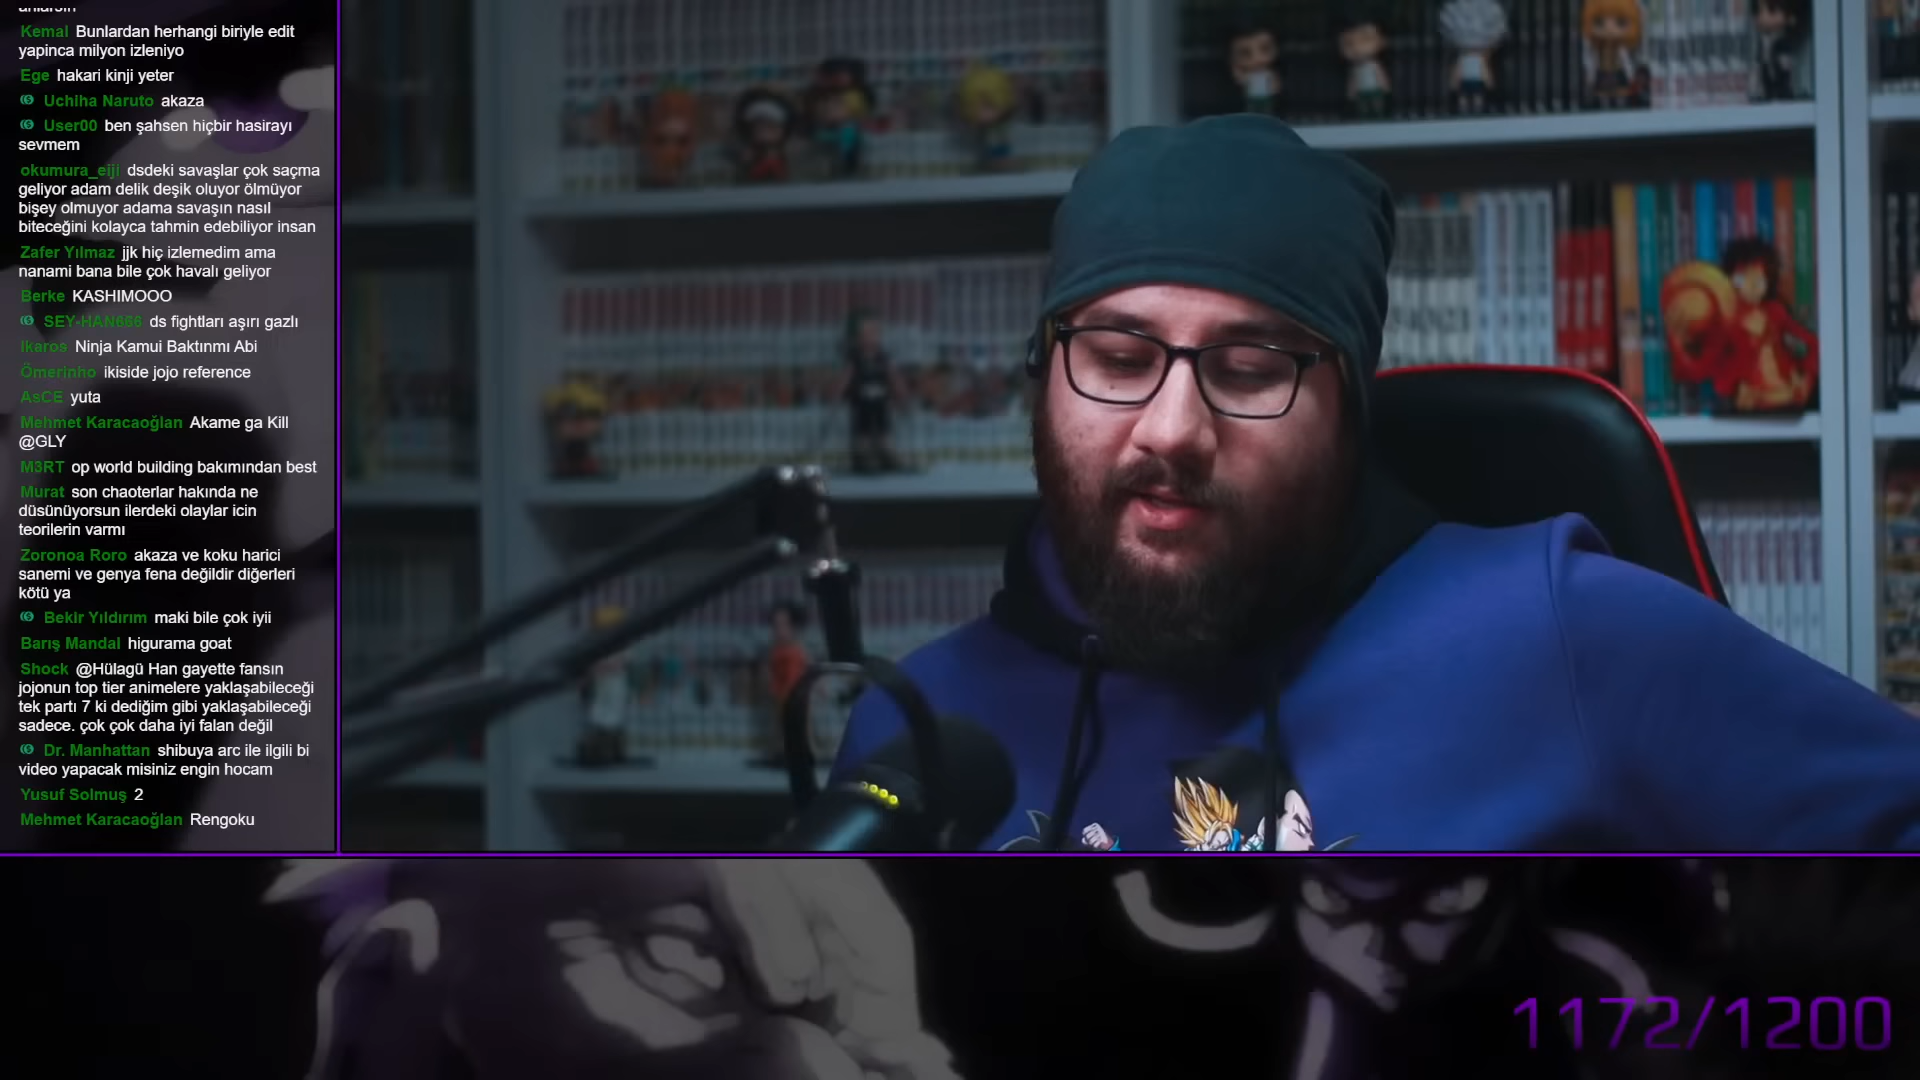 Kemal Bunlardan herhangi biriyle edit
yapinca milyon izleniyo
Ege hakari kinji yeter
Uchiha Naruto akaza
User00 ben şahsen hiçbir hasirayı
sevmem
okumura_eiji dsdeki savaşlar çok saçma
geliyor adam delik deşik oluyor ölmüyor
bişey olmuyor adama savaşın nasıl
biteceğini kolayca tahmin edebiliyor insan
Zafer Yılmaz jjk hiç izlemedim ama
nanami bana bile çok havalı geliyor
Berke KASHIMOOO
SEY-HAN666 ds fightları aşırı gazlı
Ikaros Ninja Kamui Baktınmı Abi
Ömerinho ikiside jojo reference
AsCE yuta
Mehmet Karacaoğlan Akame ga Kill
@GLY
M3RT op world building bakımından best
Murat son chaoterlar hakında ne
düsünüyorsun ilerdeki olaylar icin
teorilerin varmı
Zoronoa Roro akaza ve koku harici
sanemi ve genya fena değildir diğerleri
kötü ya
Bekir Yıldırım maki bile çok iyii
Barış Mandal higurama goat
Shock @Hülagü Han gayette fansın
jojonun top tier animelere yaklaşabileceği
tek partı 7 ki dediğim gibi yaklaşabileceği
sadece. çok çok daha iyi falan değil
Dr. Manhattan shibuya arc ile ilgili bi
video yapacak misiniz engin hocam
Yusuf Solmuş 2
Mehmet Karacaoğlan Rengoku
1172/1200